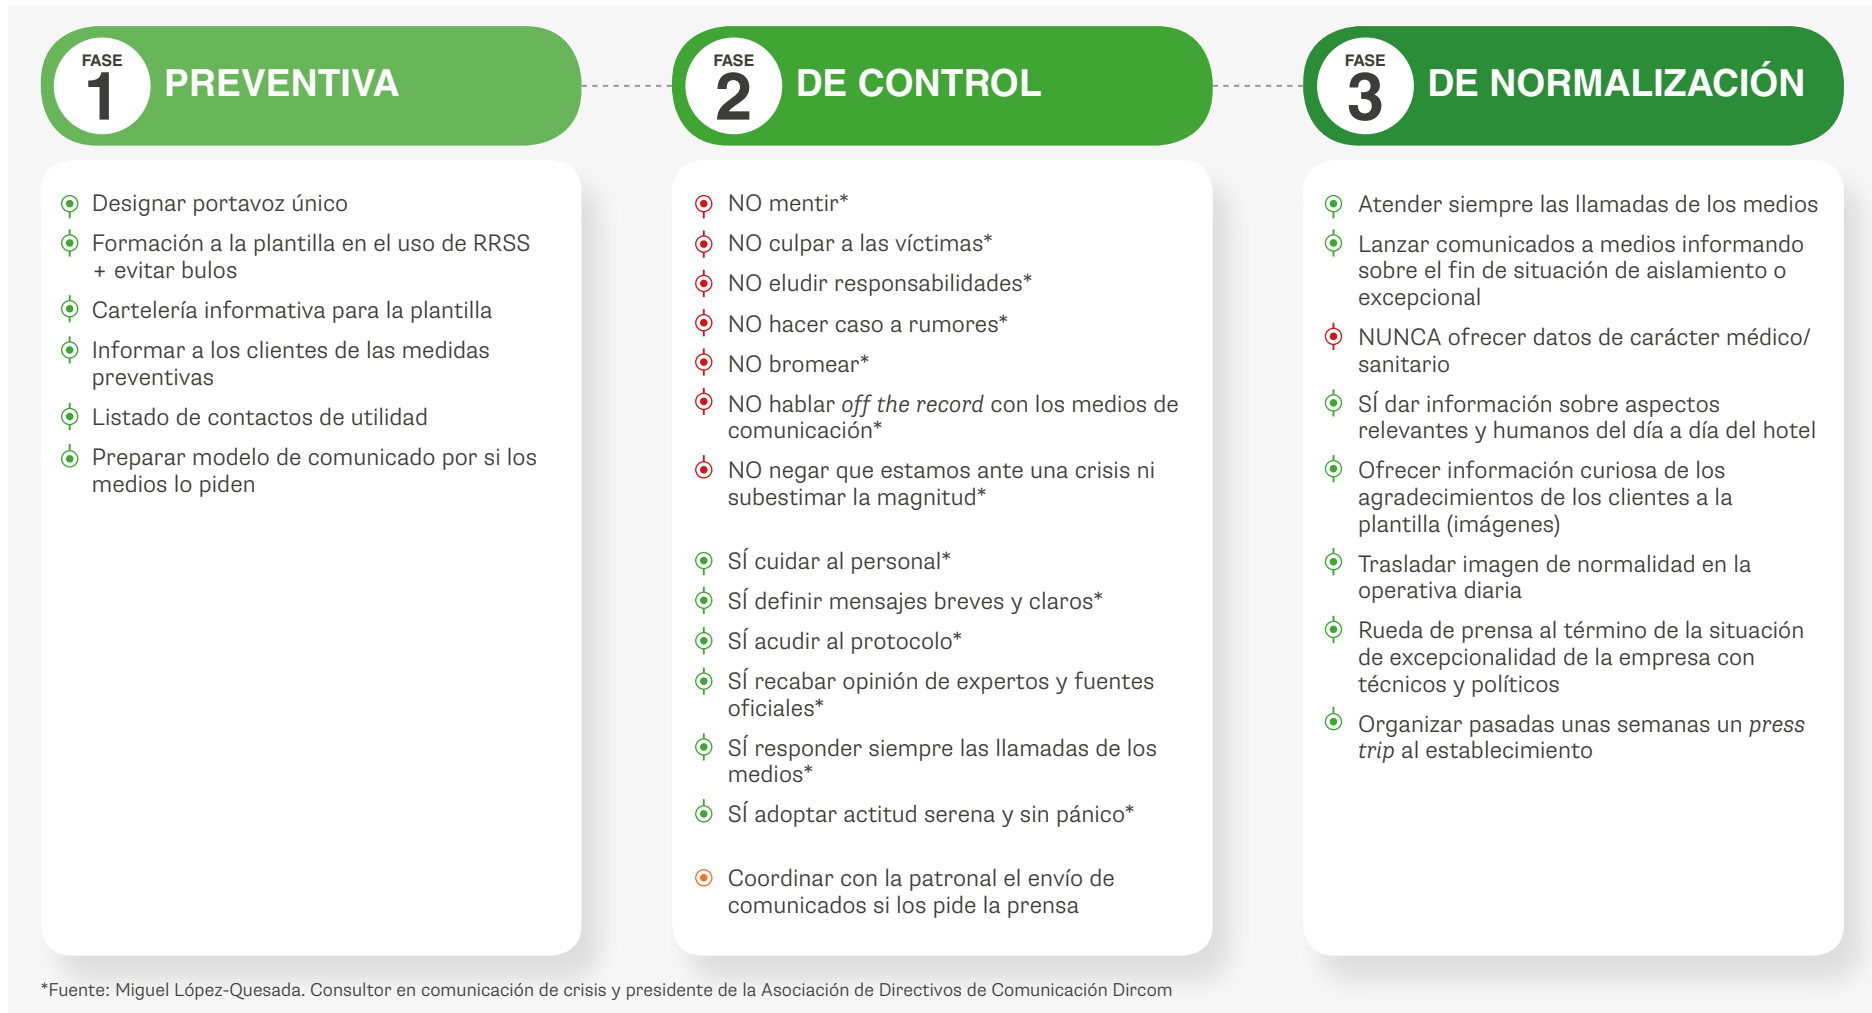 FASE
1
PREVENTIVA
Designar portavoz único
Formación a la plantilla en el uso de RRSS
+ evitar bulos
Cartelería informativa para la plantilla
Informar a los clientes de las medidas
preventivas
Listado de contactos de utilidad
Preparar modelo de comunicado por si los
medios lo piden
FASE
2
DE CONTROL
NO mentir*
NO culpar a las víctimas*
NO eludir responsabilidades*
NO hacer caso a rumores*
NO bromear*
NO hablar off the record con los medios de
comunicación*
NO negar que estamos ante una crisis ni
subestimar la magnitud*
SÍ cuidar al personal*
SÍ definir mensajes breves y claros*
SÍ acudir al protocolo*
SÍ recabar opinión de expertos y fuentes
oficiales*
SÍ responder siempre las llamadas de los
medios*
SÍ adoptar actitud serena y sin pánico*
Coordinar con la patronal el envío de
comunicados si los pide la prensa
FASE
3
DE NORMALIZACIÓN
Atender siempre las llamadas de los medios
Lanzar comunicados a medios informando
sobre el fin de situación de aislamiento o
excepcional
NUNCA ofrecer datos de carácter médico/
sanitario
SÍ dar información sobre aspectos
relevantes y humanos del día a día del hotel
Ofrecer información curiosa de los
agradecimientos de los clientes a la
plantilla (imágenes)
Trasladar imagen de normalidad en la
operativa diaria
Rueda de prensa al término de la situación
de excepcionalidad de la empresa con
técnicos y políticos
Organizar pasadas unas semanas un press
trip al establecimiento
*Fuente: Miguel López-Quesada. Consultor en comunicación de crisis y presidente de la Asociación de Directivos de Comunicación Dircom